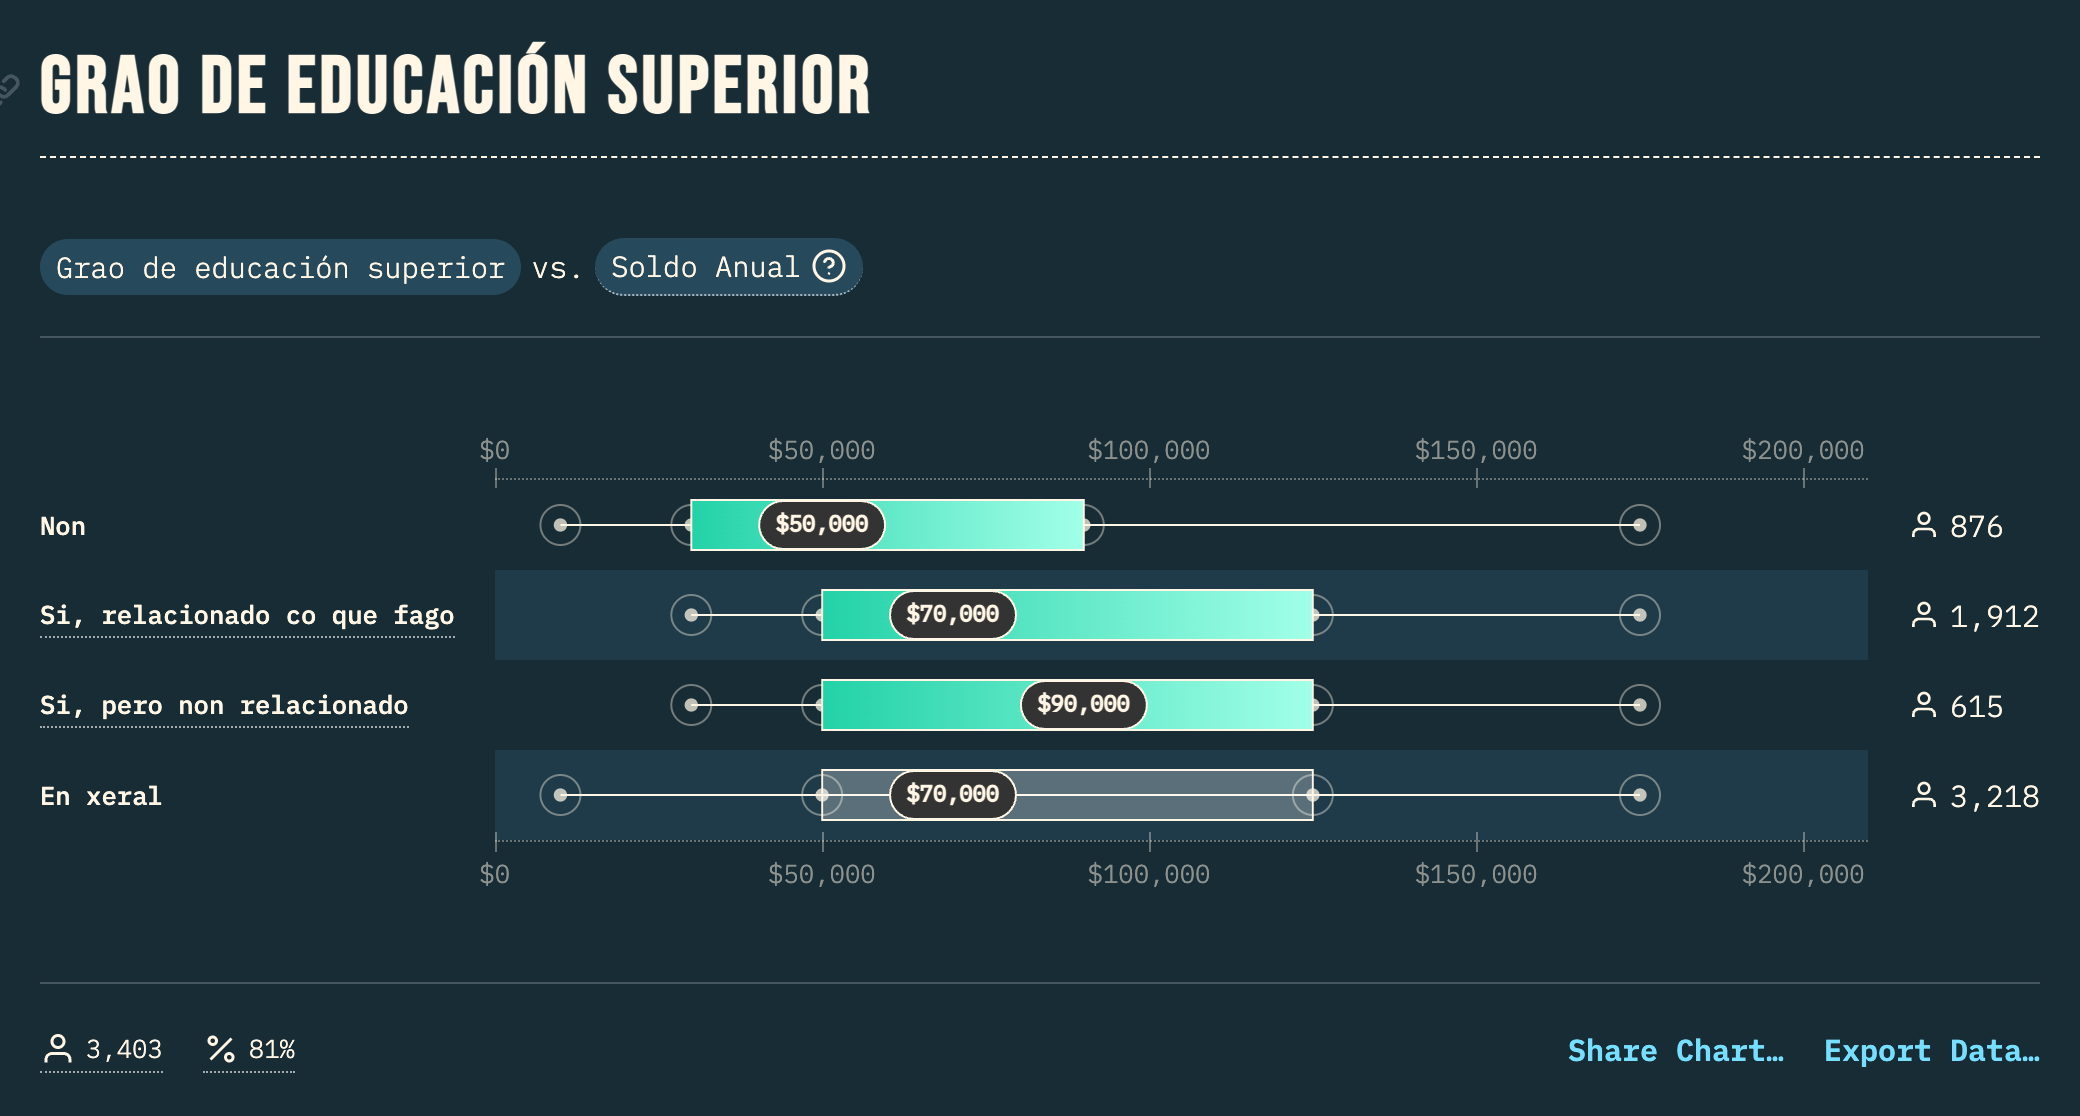 GRAO DE EDUCACIÓN SUPERIOR
Grao de educación superior vs. Soldo Anual
$0 $50,000 $100,000 $150,000 $200,000
Non $50,000 876
Si, relacionado co que fago $70,000 1,912
Si, pero non relacionado $90,000 615
En xeral $70,000 3,218
$0 $50,000 $100,000 $150,000 $200,000
3,403 81% Share Chart… Export Data…